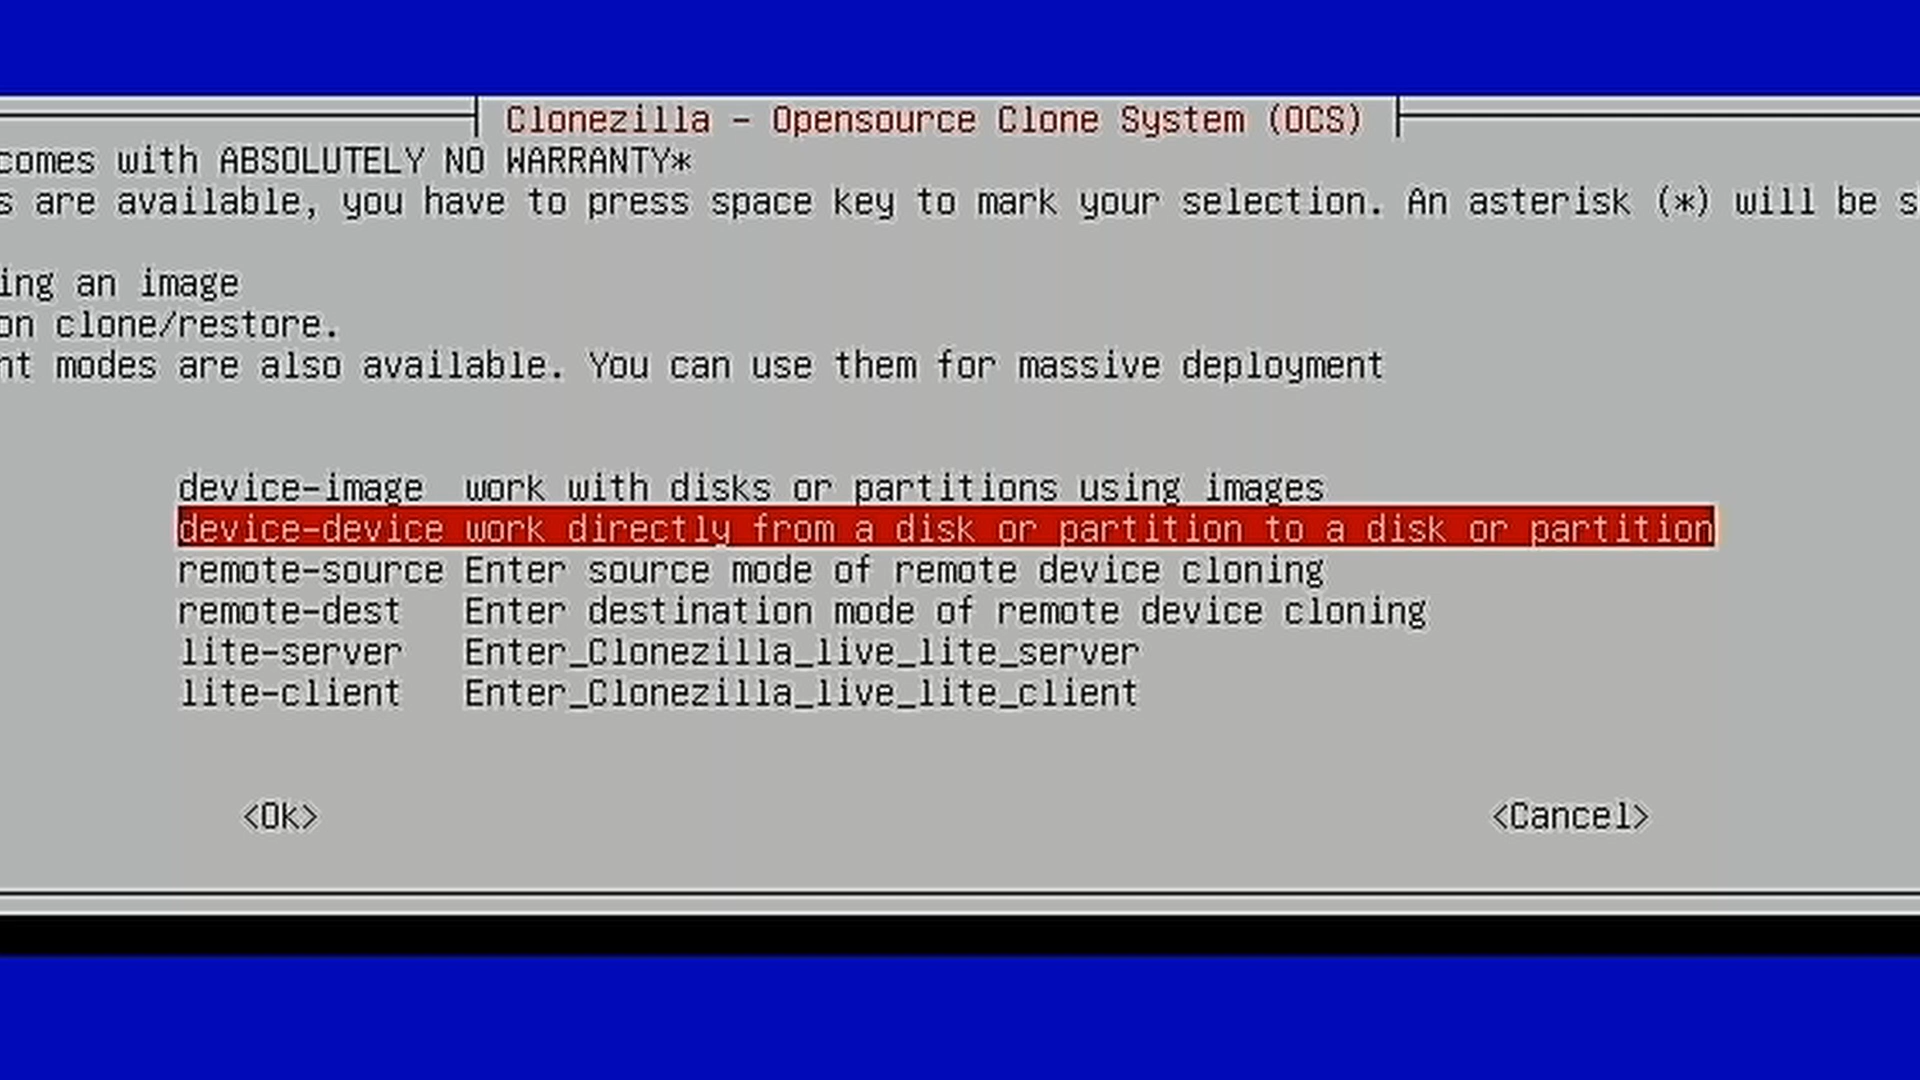 Clonezilla - Opensource Clone System (OCS)
comes with ABSOLUTELY NO WARRANTY*
s are available, you have to press space key to mark your selection. An asterisk (*) will be s
ing an image
on clone/restore.
nt modes are also available. You can use them for massive deployment
device-image work with disks or partitions using images
device-device work directly from a disk or partition to a disk or partition
remote-source Enter source mode of remote device cloning
remote-dest Enter destination mode of remote device cloning
lite-server Enter_Clonezilla_live_lite_server
lite-client Enter_Clonezilla_live_lite_client
<Ok> <Cancel>